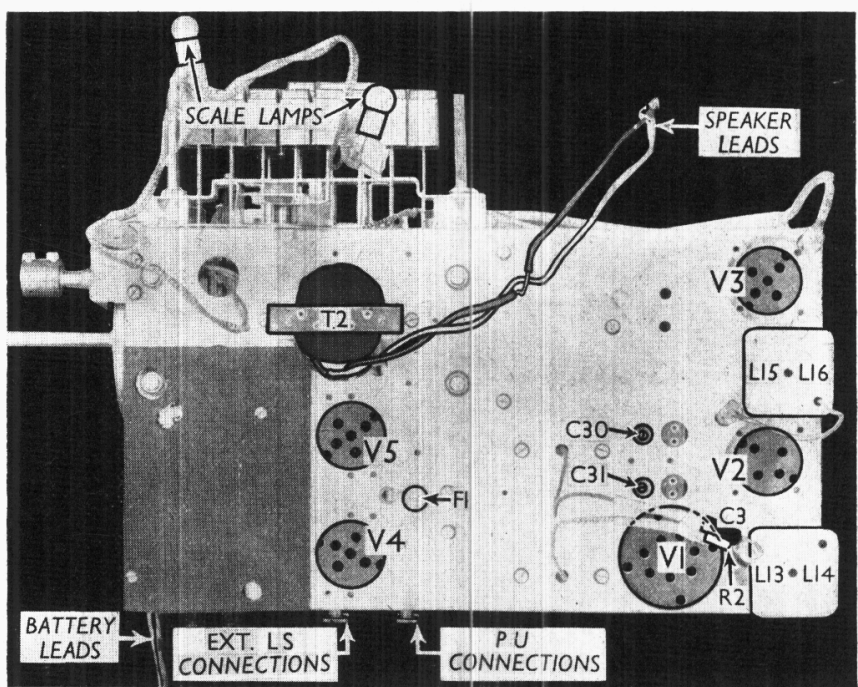 SCALE LAMPS
SPEAKER
LEADS
V3
T2
L15 L16
C30
V5
V2
C31
F1
C3
V4
V1
L13 L14
R2
BATTERY
LEADS
EXT. LS
CONNECTIONS
PU
CONNECTIONS